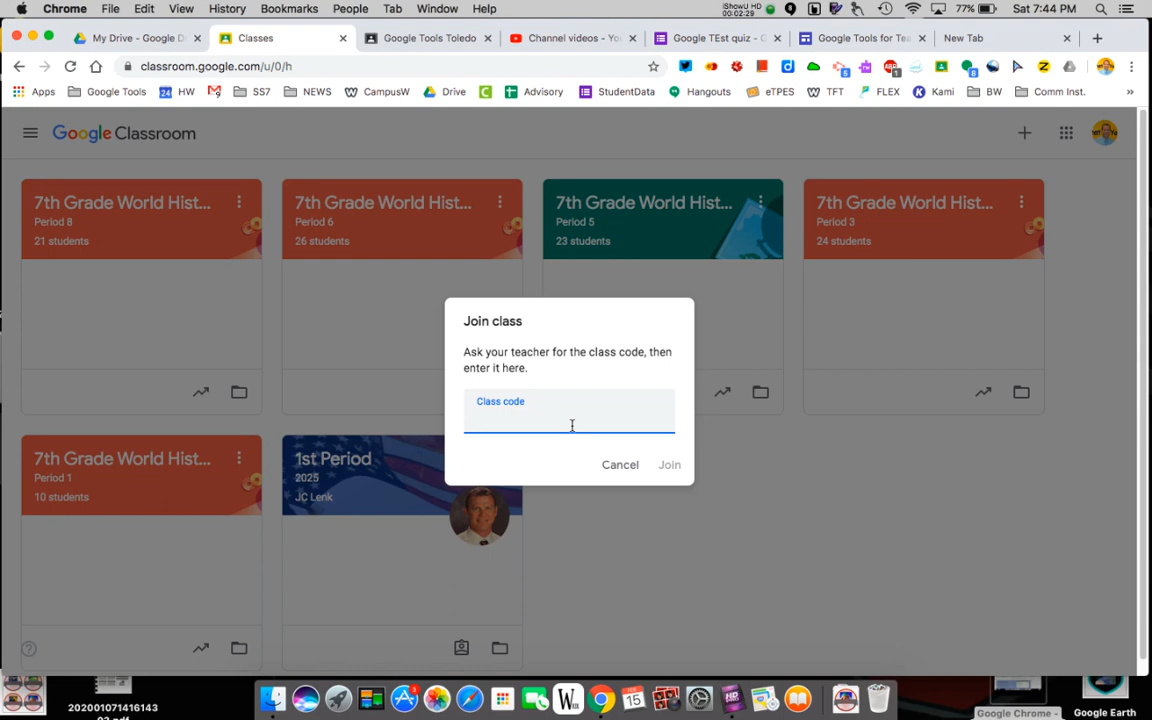 Chrome File Edit View History Bookmarks People Tab Window Help iShowU HD 00:02:29 77% Sat 7:44 PM
My Drive - Google D Classes Google Tools Toledo Channel videos - Yo Google TEst quiz - G Google Tools for Tea New Tab
classroom.google.com/u/0/h
Apps Google Tools HW SS7 NEWS CampusW Drive Advisory StudentData Hangouts eTPES TFT FLEX Kami BW Comm Inst.
Google Classroom
7th Grade World Hist... 7th Grade World Hist... 7th Grade World Hist... 7th Grade World Hist...
Period 8 Period 6 Period 5 Period 3
21 students 26 students 23 students 24 students
Join class
Ask your teacher for the class code, then
enter it here.
Class code
Cancel Join
7th Grade World Hist... 1st Period
Period 1 2025
10 students JC Lenk
202001071416143
Google Chrome - Google Earth